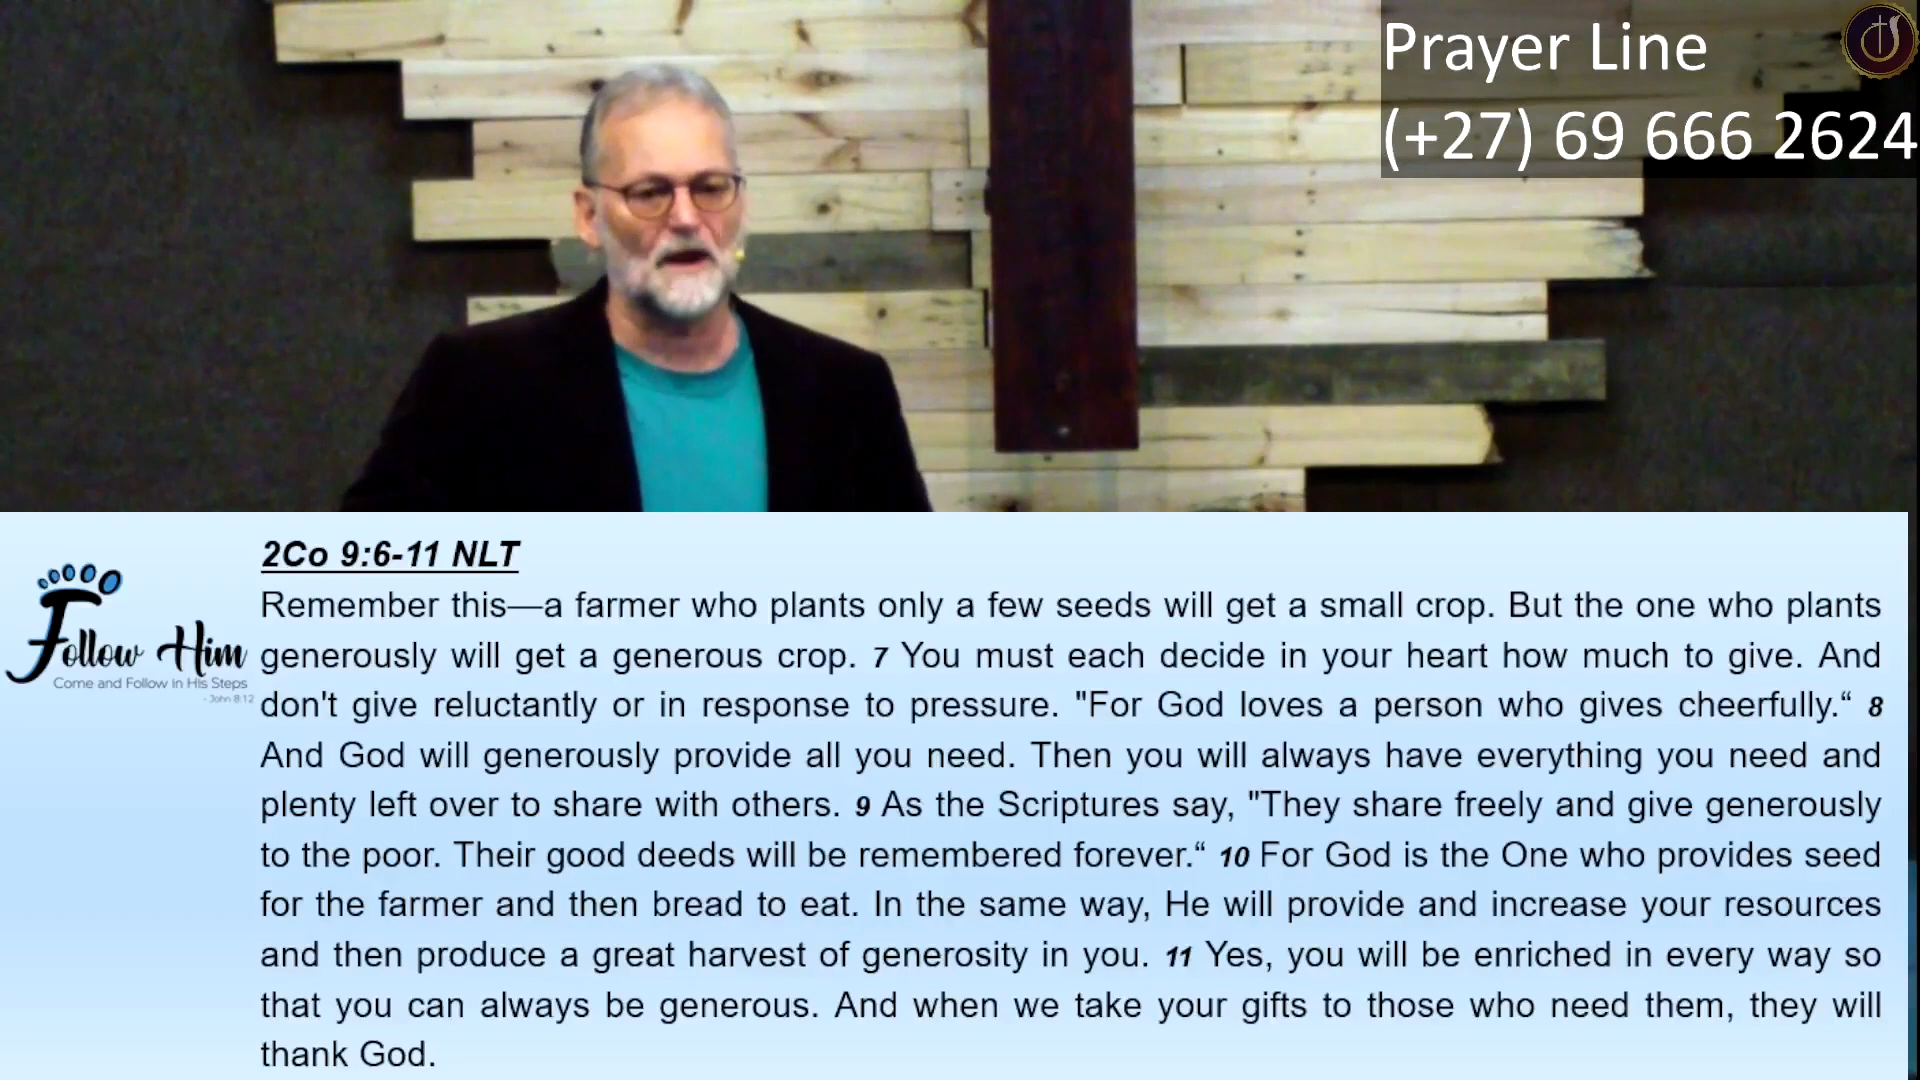 Prayer Line
(+27) 69 666 2624
2Co 9:6-11 NLT
Remember this—a farmer who plants only a few seeds will get a small crop. But the one who plants
generously will get a generous crop. 7 You must each decide in your heart how much to give. And
don't give reluctantly or in response to pressure. "For God loves a person who gives cheerfully.“ 8
And God will generously provide all you need. Then you will always have everything you need and
plenty left over to share with others. 9 As the Scriptures say, "They share freely and give generously
to the poor. Their good deeds will be remembered forever.“ 10 For God is the One who provides seed
for the farmer and then bread to eat. In the same way, He will provide and increase your resources
and then produce a great harvest of generosity in you. 11 Yes, you will be enriched in every way so
that you can always be generous. And when we take your gifts to those who need them, they will
thank God.
Follow Him
Come and Follow in His Steps
- John 8:12